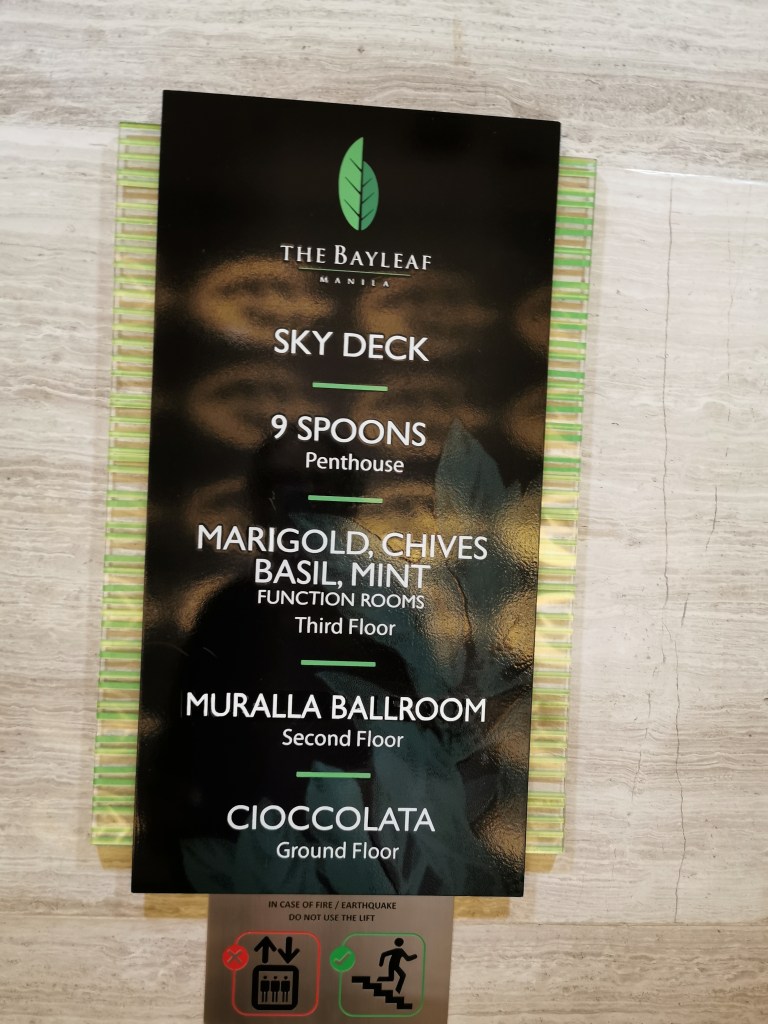 THE BAYLEAF
MANILA
SKY DECK
9 SPOONS
Penthouse
MARIGOLD, CHIVES
BASIL, MINT
FUNCTION ROOMS
Third Floor
MURALLA BALLROOM
Second Floor
CIOCCOLATA
Ground Floor
IN CASE OF FIRE / EARTHQUAKE
DO NOT USE THE LIFT